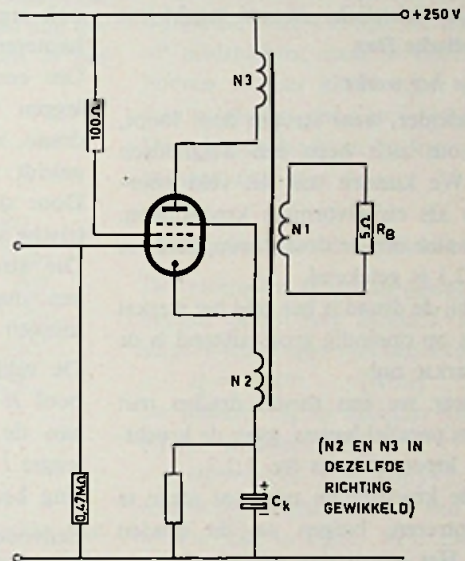 +250 V
N3
100Ω
N1
5Ω
RB
N2
(N2 EN N3 IN
DEZELFDE
RICHTING
GEWIKKELD)
0,47MΩ
+
Ck